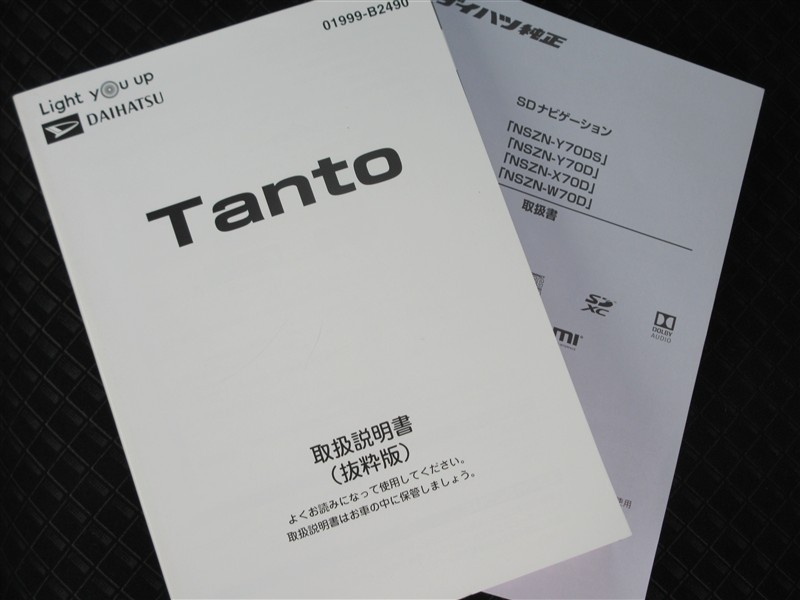 01999-B2490
Light you up
DAIHATSU
Tanto
取扱説明書
（抜粋版）
よくお読みになって使用してください。
取扱説明書はお車の中に保管しましょう。
ダイハツ純正
SDナビゲーション
「NSZN-Y70DS」
「NSZN-Y70D」
「NSZN-X70D」
「NSZN-W70D」
取扱書
SD
XC
DOLBY
AUDIO